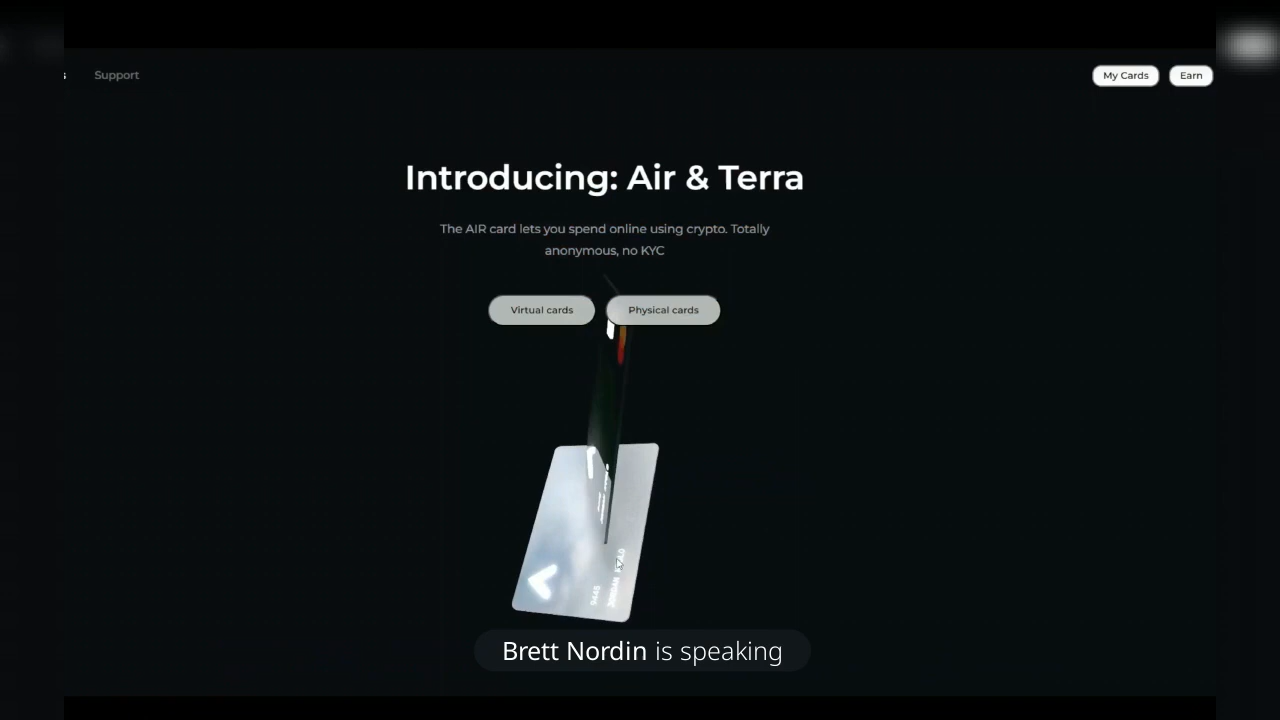 s Support My Cards Earn
Introducing: Air & Terra
The AIR card lets you spend online using crypto. Totally
anonymous, no KYC
Virtual cards Physical cards
9445
Brett Nordin is speaking